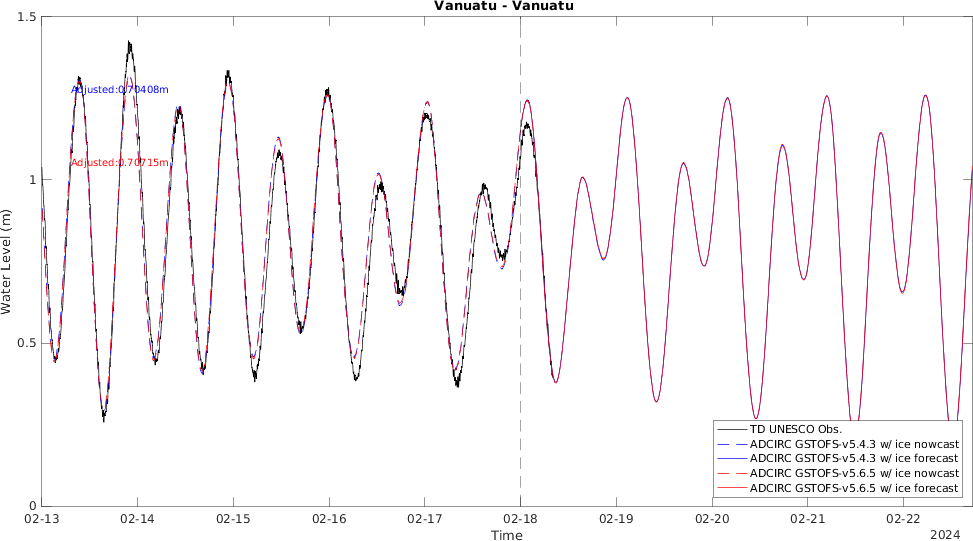 Vanuatu - Vanuatu
1.5
Adjusted:0.70408m
Adjusted:0.70715m
1
0.5
0
Water Level (m)
TD UNESCO Obs.
ADCIRC GSTOFS-v5.4.3 w/ ice nowcast
ADCIRC GSTOFS-v5.4.3 w/ ice forecast
ADCIRC GSTOFS-v5.6.5 w/ ice nowcast
ADCIRC GSTOFS-v5.6.5 w/ ice forecast
02-13 02-14 02-15 02-16 02-17 02-18 02-19 02-20 02-21 02-22
Time
2024